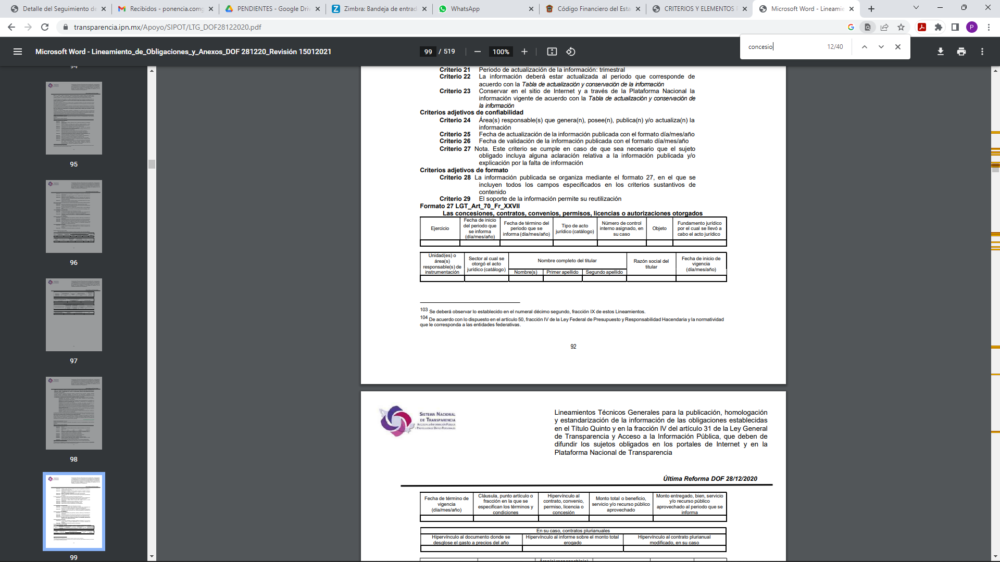 Detalle del Seguimiento de
Recibidos - ponencia.comg
PENDIENTES - Google Driv
Zimbra: Bandeja de entrad
WhatsApp
Código Financiero del Esta
CRITERIOS Y ELEMENTOS
Microsoft Word - Lineamie
transparencia.ipn.mx/Apoyo/SIPOT/LTG_DOF28122020.pdf
P
concesio
12/40
Microsoft Word - Lineamiento_de_Obligaciones_y_Anexos_DOF 281220_Revisión 15012021
99 / 519
100%
94
95
96
97
98
99
Criterio 21 Periodo de actualización de la información: trimestral
Criterio 22 La información deberá estar actualizada al periodo que corresponde de
acuerdo con la Tabla de actualización y conservación de la información
Criterio 23 Conservar en el sitio de Internet y a través de la Plataforma Nacional la
información vigente de acuerdo con la Tabla de actualización y conservación de
la información
Criterios adjetivos de confiabilidad
Criterio 24 Área(s) responsable(s) que genera(n), posee(n), publica(n) y/o actualiza(n) la
información
Criterio 25 Fecha de actualización de la información publicada con el formato día/mes/año
Criterio 26 Fecha de validación de la información publicada con el formato día/mes/año
Criterio 27 Nota. Este criterio se cumple en caso de que sea necesario que el sujeto
obligado incluya alguna aclaración relativa a la información publicada y/o
explicación por la falta de información
Criterios adjetivos de formato
Criterio 28 La información publicada se organiza mediante el formato 27, en el que se
incluyen todos los campos especificados en los criterios sustantivos de
contenido
Criterio 29 El soporte de la información permite su reutilización
Formato 27 LGT_Art_70_Fr_XXVII
Las concesiones, contratos, convenios, permisos, licencias o autorizaciones otorgados
Ejercicio
Fecha de inicio
del periodo que
se informa
(día/mes/año)
Fecha de término del
periodo que se
informa (día/mes/año)
Tipo de acto
jurídico (catálogo)
Número de control
interno asignado, en
su caso
Objeto
Fundamento jurídico
por el cual se llevó a
cabo el acto jurídico
Unidad(es) o
área(s)
responsable(s) de
instrumentación
Sector al cual se
otorgó el acto
jurídico (catálogo)
Nombre completo del titular
Nombre(s)
Primer apellido
Segundo apellido
Razón social del
titular
Fecha de inicio de
vigencia
(día/mes/año)
103 Se deberá observar lo establecido en el numeral décimo segundo, fracción IX de estos Lineamientos.
104 De acuerdo con lo dispuesto en el artículo 50, fracción IV de la Ley Federal de Presupuesto y Responsabilidad Hacendaria y la normatividad
que le corresponda a las entidades federativas.
92
SISTEMA NACIONAL
DE TRANSPARENCIA
ACCESO A LA INFORMACIÓN PÚBLICA
Y PROTECCIÓN DE DATOS PERSONALES
Lineamientos Técnicos Generales para la publicación, homologación
y estandarización de la información de las obligaciones establecidas
en el Título Quinto y en la fracción IV del artículo 31 de la Ley General
de Transparencia y Acceso a la Información Pública, que deben de
difundir los sujetos obligados en los portales de Internet y en la
Plataforma Nacional de Transparencia
Última Reforma DOF 28/12/2020
Fecha de término de
vigencia
(día/mes/año)
Cláusula, punto artículo o
fracción en la que se
especifican los términos y
condiciones
Hipervínculo al
contrato, convenio,
permiso, licencia o
concesión
Monto total o beneficio,
servicio y/o recurso público
aprovechado
Monto entregado, bien, servicio
y/o recurso público
aprovechado al periodo que se
informa
En su caso, contratos plurianuales
Hipervínculo al documento donde se
desglose el gasto a precios del año
Hipervínculo al informe sobre el monto total
erogado
Hipervínculo al contrato plurianual
modificado, en su caso